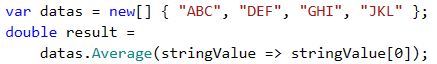 var datas = new[] { "ABC", "DEF", "GHI", "JKL" };
double result =
    datas.Average(stringValue => stringValue[0]);